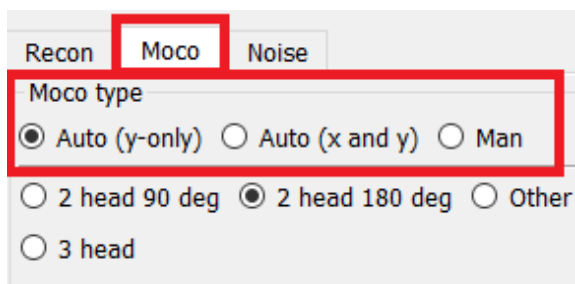 Recon Moco Noise
Moco type
Auto (y-only) Auto (x and y) Man
2 head 90 deg 2 head 180 deg Other
3 head